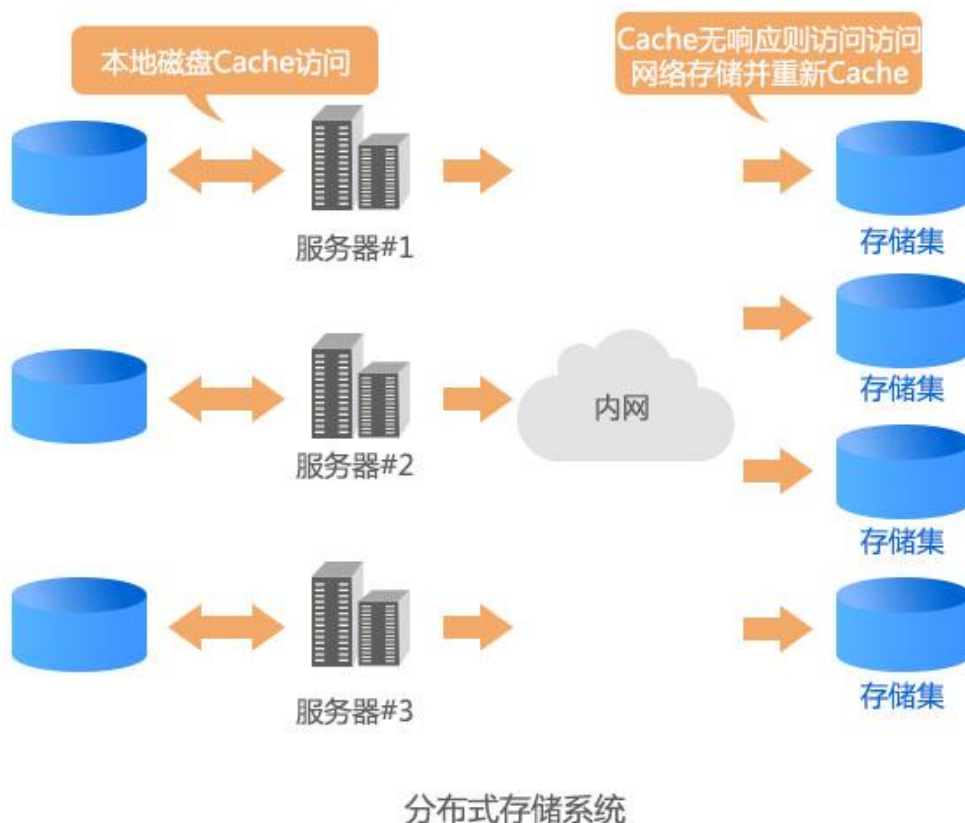 本地磁盘Cache访问
Cache无响应则访问访问
网络存储并重新Cache
服务器#1
存储集
存储集
内网
服务器#2
存储集
服务器#3
存储集
分布式存储系统